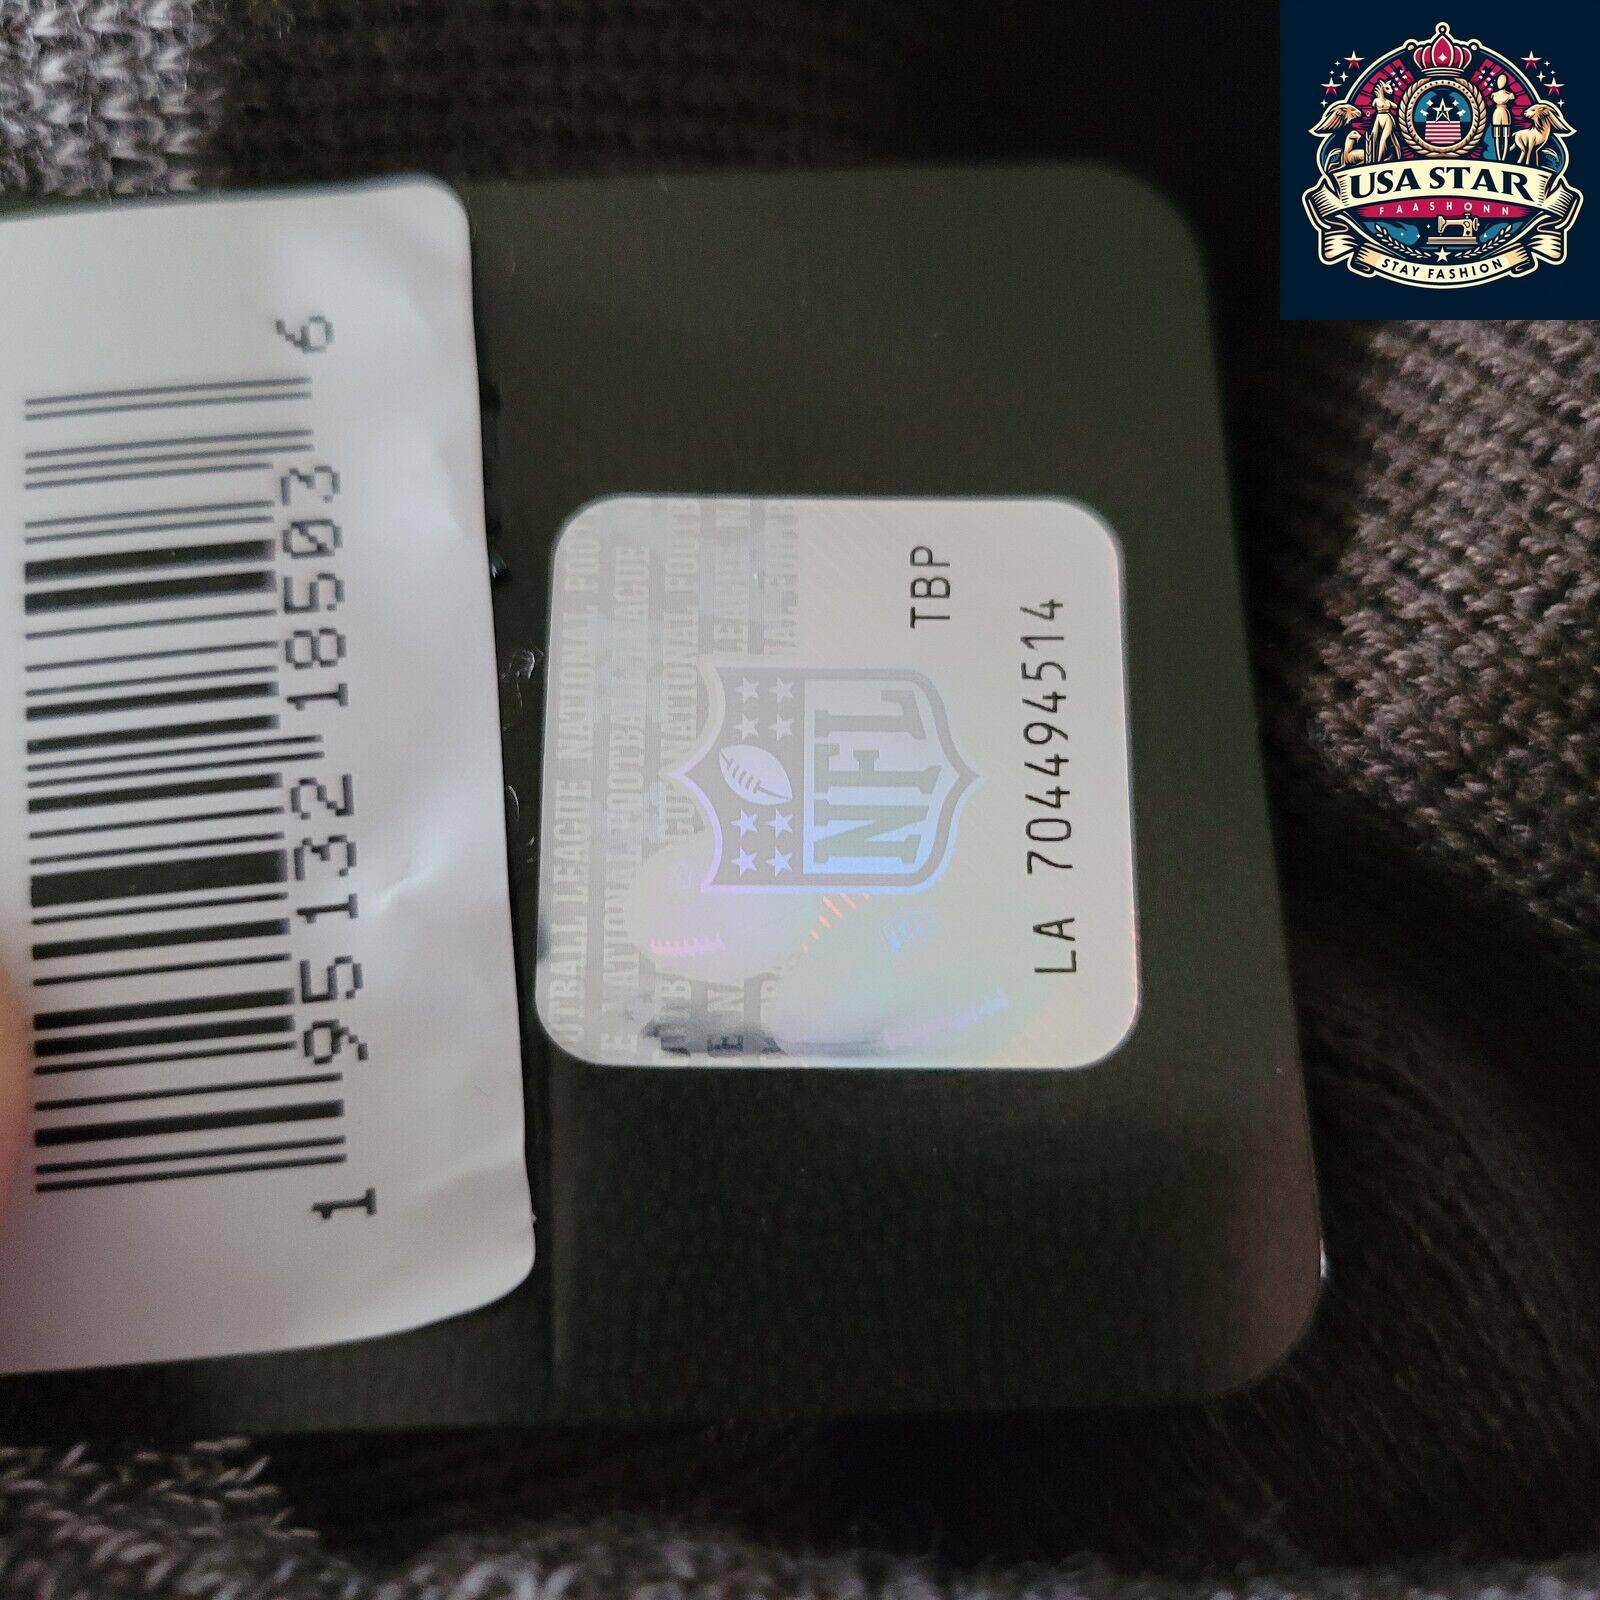 USA STAR
FAASHONN
STAY FASHION
1 95132 18503 6
NATIONAL FOOTBALL LEAGUE
NFL
TBP
LA 704494514